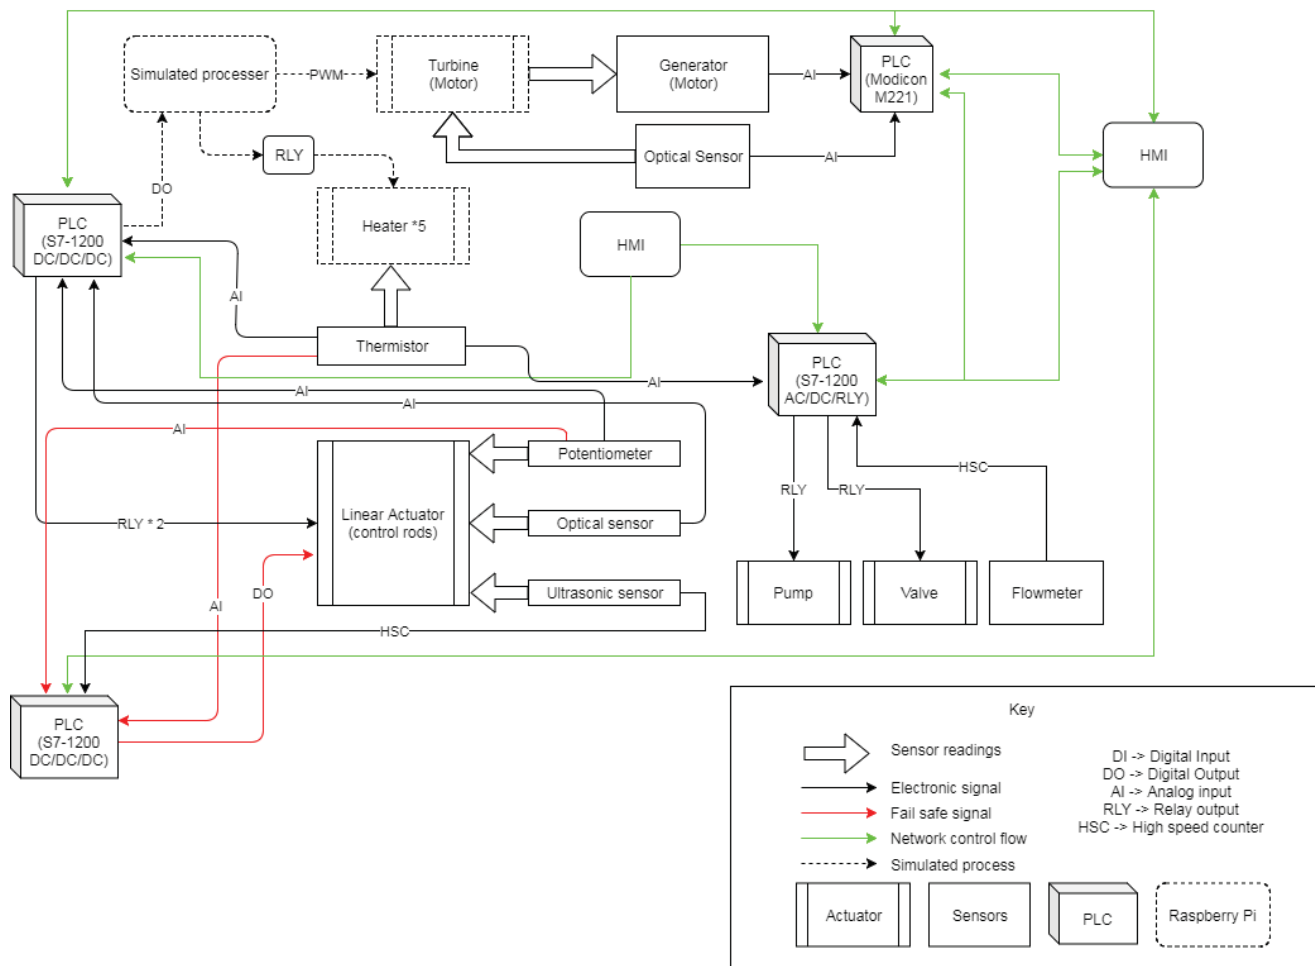 Simulated processer
PWM
Turbine
(Motor)
Generator
(Motor)
AI
PLC
(Modicon
M221)
RLY
Optical Sensor
AI
HMI
DO
PLC
(S7-1200
DC/DC/DC)
Heater *5
HMI
AI
Thermistor
PLC
(S7-1200
AC/DC/RLY)
AI
AI
AI
AI
Potentiometer
HSC
RLY
RLY
RLY * 2
Linear Actuator
(control rods)
Optical sensor
Ultrasonic sensor
Pump
Valve
Flowmeter
AI
DO
HSC
PLC
(S7-1200
DC/DC/DC)
Key
Sensor readings
Electronic signal
Fail safe signal
Network control flow
Simulated process
DI -> Digital Input
DO -> Digital Output
AI -> Analog input
RLY -> Relay output
HSC -> High speed counter
Actuator
Sensors
PLC
Raspberry Pi